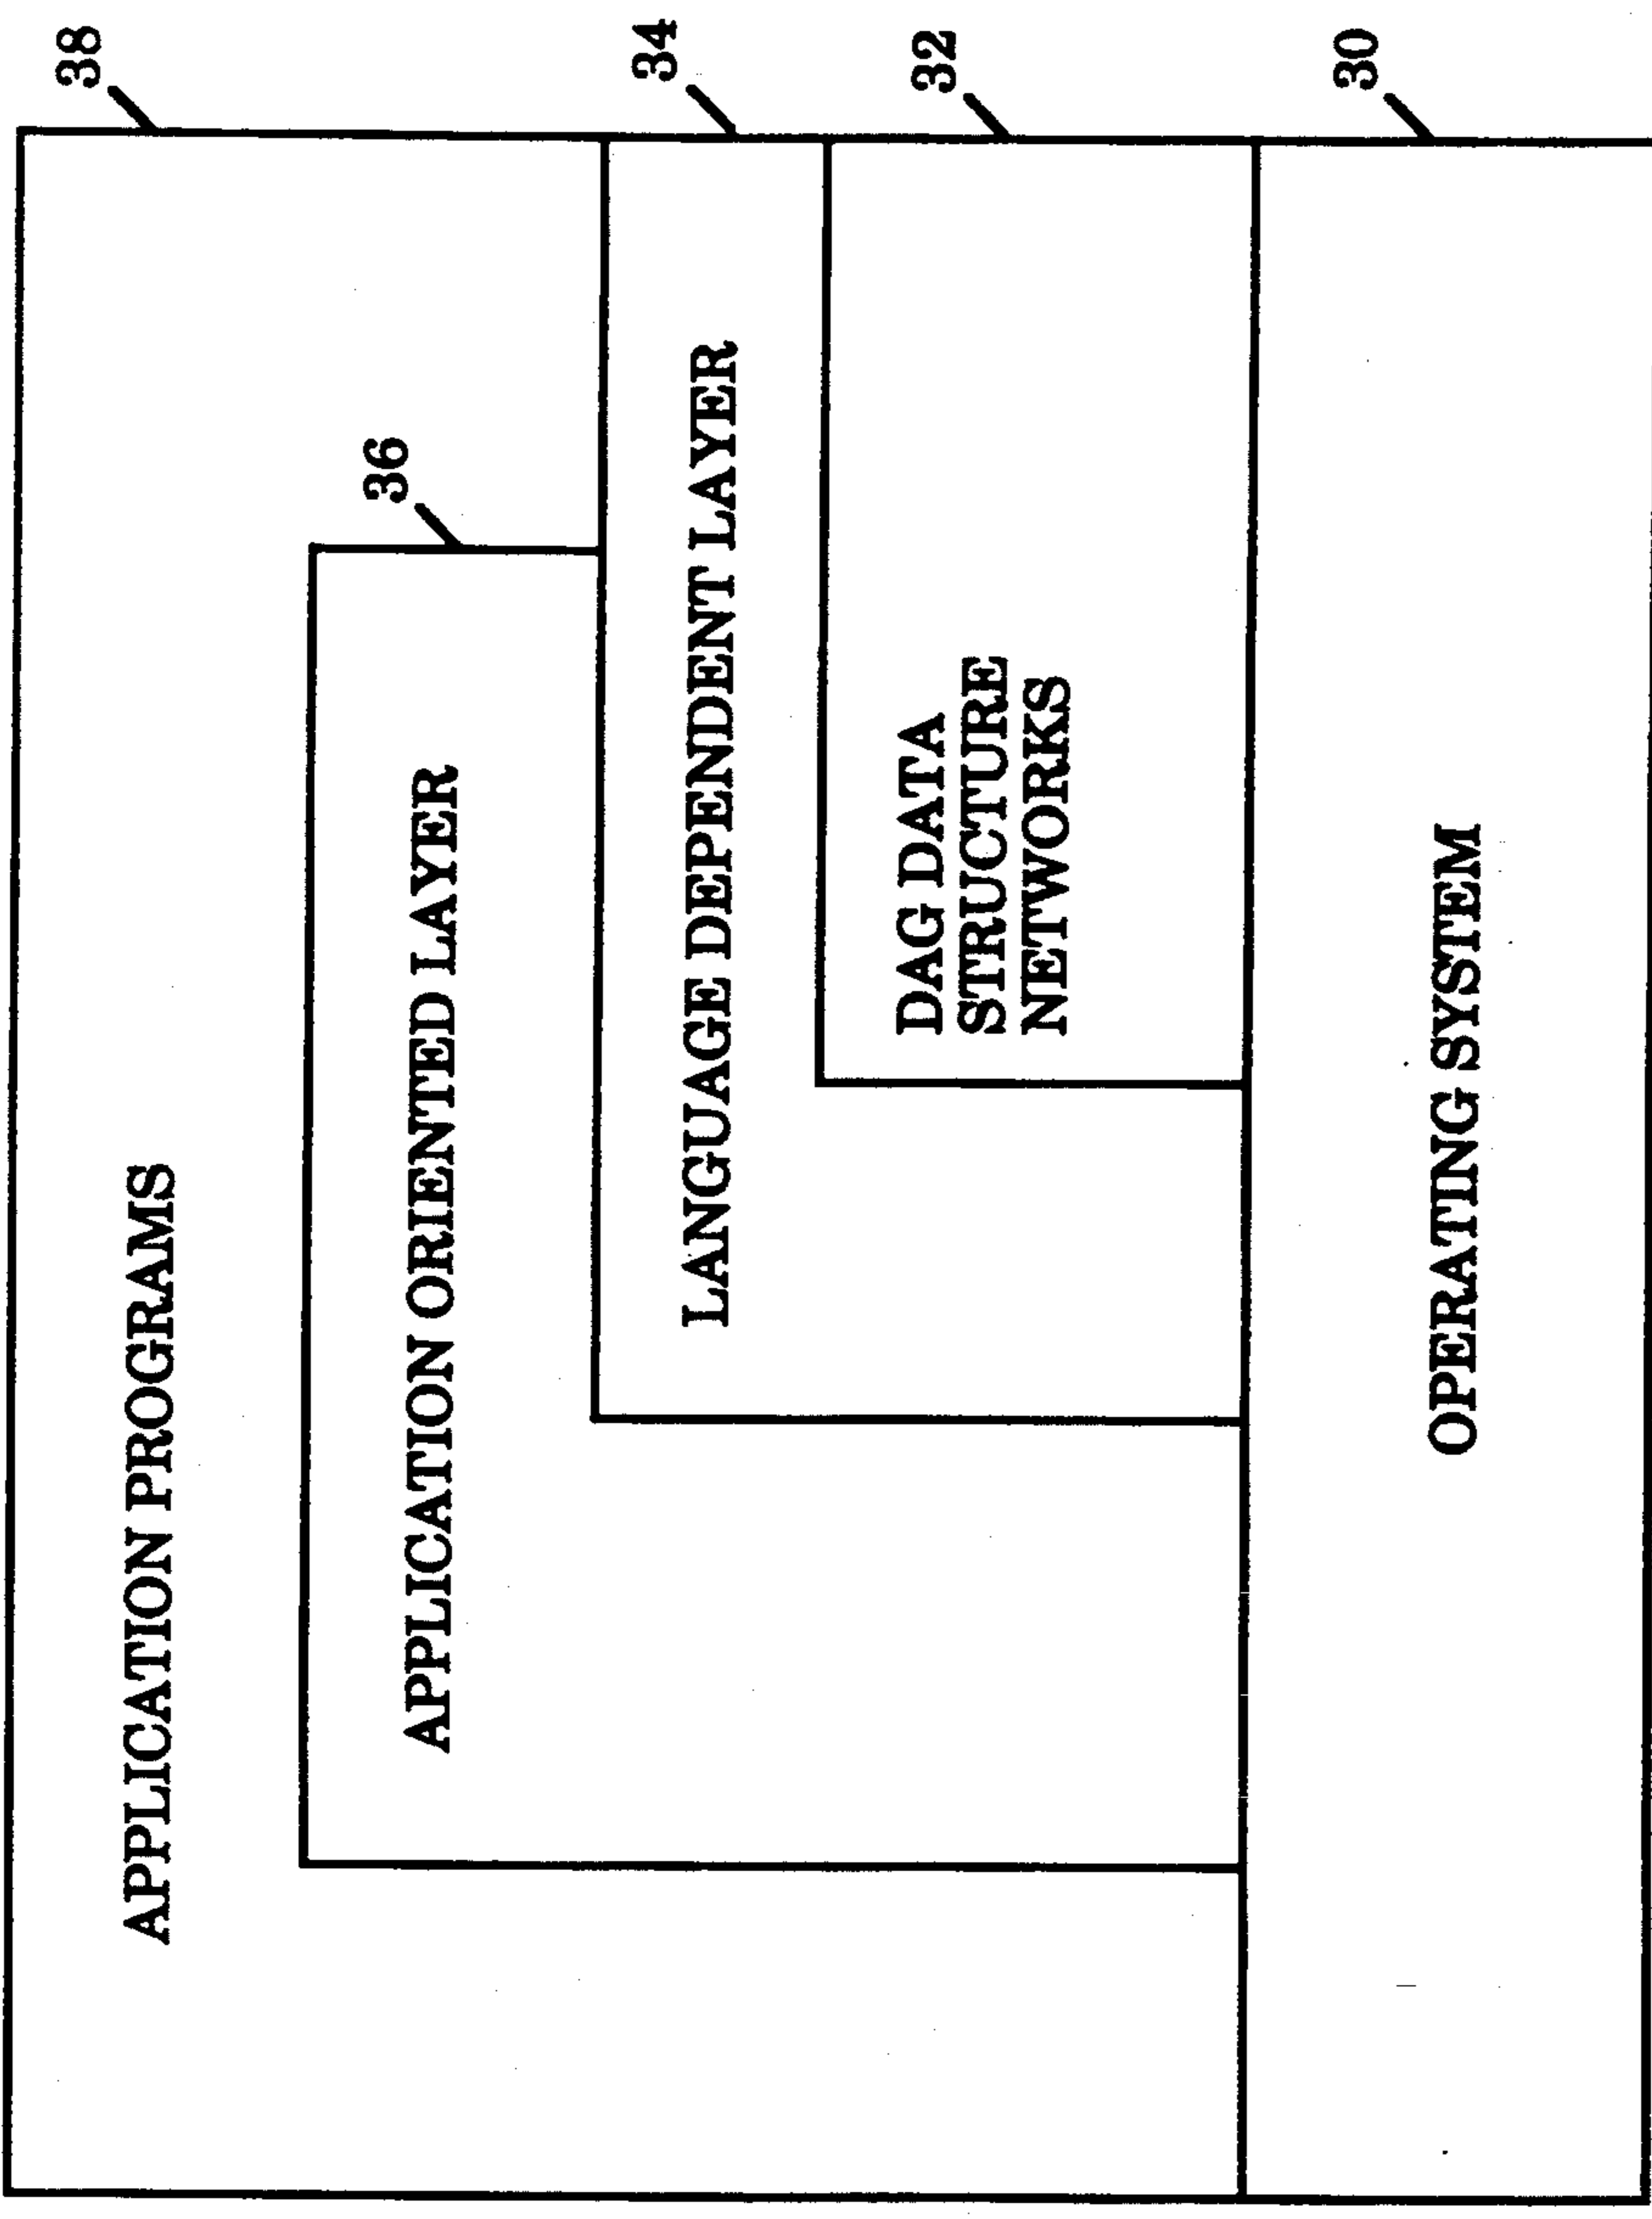 38
APPLICATION PROGRAMS
36
APPLICATION ORIENTED LAYER
34
LANGUAGE DEPENDENT LAYER
32
DAG DATA
STRUCTURE
NETWORKS
30
OPERATING SYSTEM